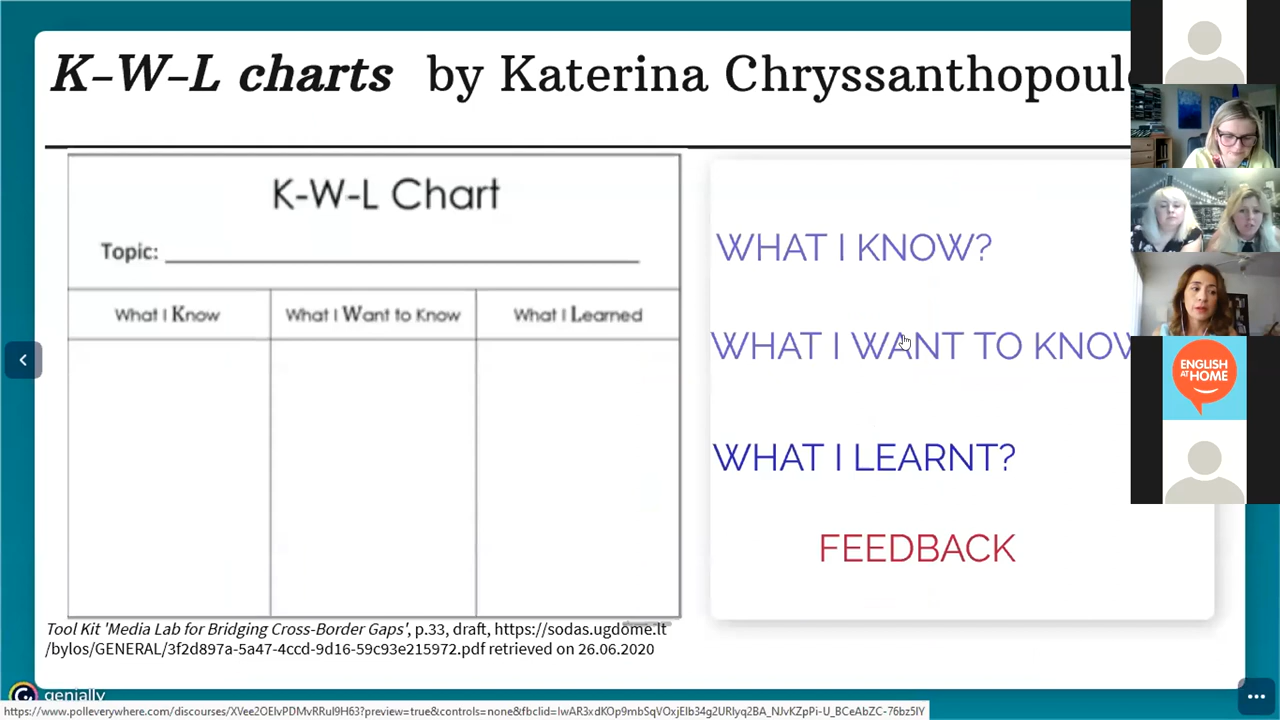 K-W-L charts by Katerina Chryssanthopoul
K-W-L Chart
Topic:
What I Know
What I Want to Know
What I Learned
WHAT I KNOW?
WHAT I WANT TO KNOW
WHAT I LEARNT?
FEEDBACK
ENGLISH
AT HOME
Tool Kit 'Media Lab for Bridging Cross-Border Gaps', p.33, draft, https://sodas.ugdome.lt
/bylos/GENERAL/3f2d897a-5a47-4ccd-9d16-59c93e215972.pdf retrieved on 26.06.2020
genially